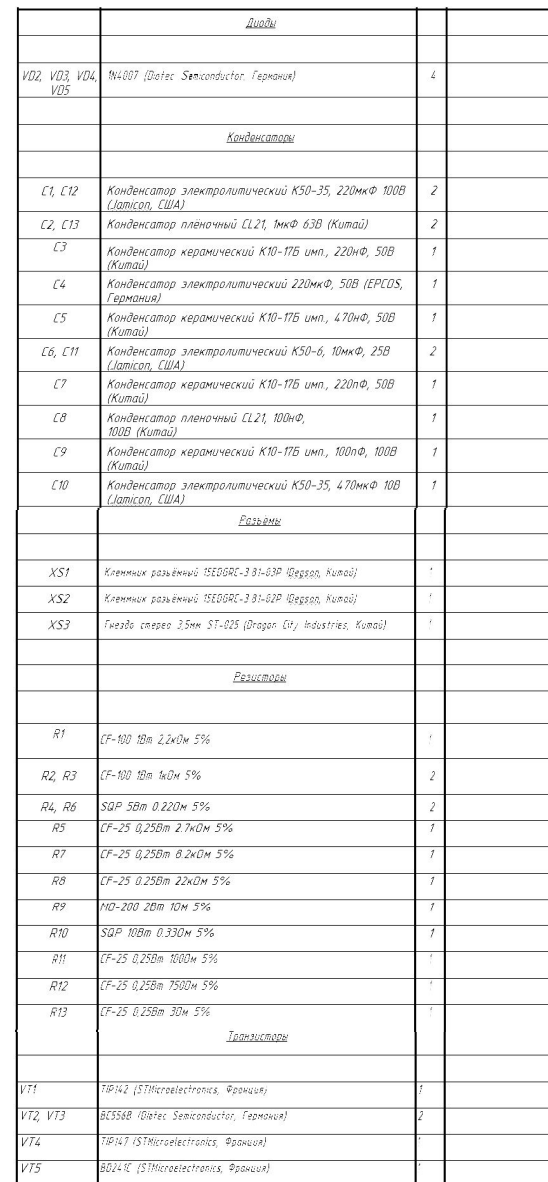 Диоды
VD2, VD3, VD4, VD5 1N4007 (Diotec Semiconductor, Германия) 4
Конденсаторы
C1, C12 Конденсатор электролитический К50-35, 220мкФ 100В (Jamicon, США) 2
C2, C13 Конденсатор плёночный CL21, 1мкФ 63В (Китай) 2
C3 Конденсатор керамический К10-17Б имп., 220нФ, 50В (Китай) 1
C4 Конденсатор электролитический 220мкФ, 50В (EPCOS, Германия) 1
C5 Конденсатор керамический К10-17Б имп., 470нФ, 50В (Китай) 1
C6, C11 Конденсатор электролитический К50-6, 10мкФ, 25В (Jamicon, США) 2
C7 Конденсатор керамический К10-17Б имп., 220пФ, 50В (Китай) 1
C8 Конденсатор пленочный CL21, 100нФ, 100В (Китай) 1
C9 Конденсатор керамический К10-17Б имп., 100пФ, 100В (Китай) 1
C10 Конденсатор электролитический К50-35, 470мкФ 10В (Jamicon, США) 1
Разъемы
XS1 Клеммник разъёмный 15EDGRC-3.81-03P (Degson, Китай) 1
XS2 Клеммник разъёмный 15EDGRC-3.81-02P (Degson, Китай) 1
XS3 Гнездо стерео 3,5мм ST-025 (Dragon City Industries, Китай) 1
Резисторы
R1 CF-100 1Вт 2,2кОм 5% 1
R2, R3 CF-100 1Вт 1кОм 5% 2
R4, R6 SQP 5Вт 0.22Ом 5% 2
R5 CF-25 0,25Вт 2.7кОм 5% 1
R7 CF-25 0,25Вт 8.2кОм 5% 1
R8 CF-25 0.25Вт 22кОм 5% 1
R9 МО-200 2Вт 1Ом 5% 1
R10 SQP 10Вт 0.33Ом 5% 1
R11 CF-25 0,25Вт 100Ом 5% 1
R12 CF-25 0,25Вт 750Ом 5% 1
R13 CF-25 0,25Вт 3Ом 5% 1
Транзисторы
VT1 TIP142 (STMicroelectronics, Франция) 1
VT2, VT3 BC556B (Diotec Semiconductor, Германия) 2
VT4 TIP147 (STMicroelectronics, Франция) 1
VT5 BD241C (STMicroelectronics, Франция) 1